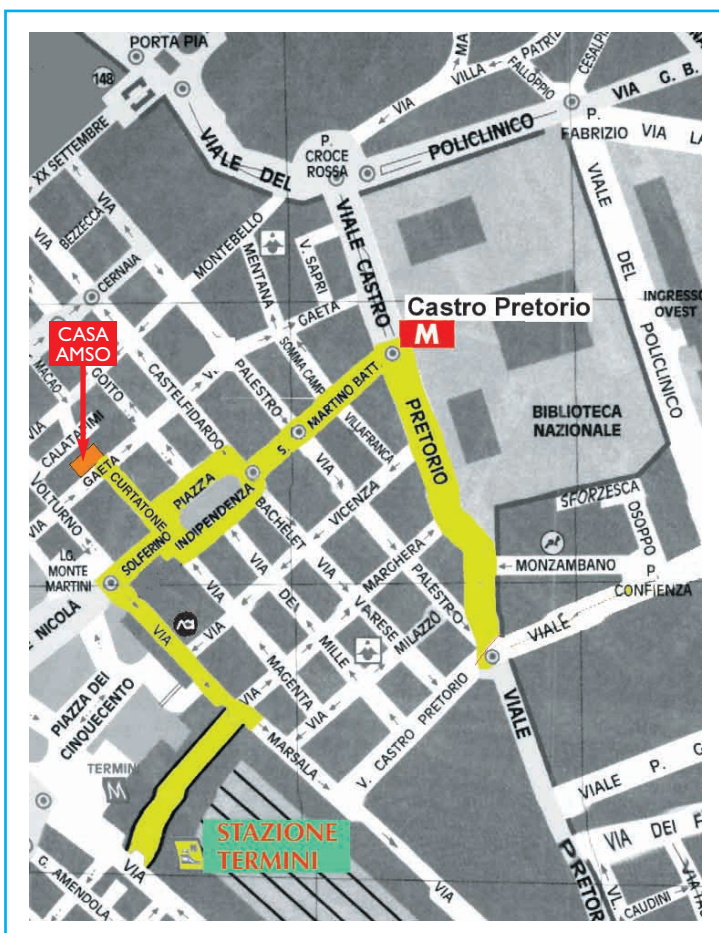 PORTA PIA
148
XX SETTEMBRE
VIA
BEZZECCA
VIA
CERNAIA
MONTEBELLO
MENTANA
V. SAPRI
GAETA
VIALE DEL
POLICLINICO
P.
CROCE
ROSSA
VIA
VILLA
PATRIZ
FALLOPPIO
CESALPI
VIA G. B.
P.
FABRIZIO
VIA LA
VIALE
DEL
POLICLINICO
INGRESSO
OVEST
VIALE CASTRO
PRETORIO
Castro Pretorio
M
CASA
AMSO
MACAO
GOITO
CASTELFIDARDO
PALESTRO
SOMMA CAMP.
VILLAFRANCA
S. MARTINO BATT.
BIBLIOTECA
NAZIONALE
CALATAFIMI
GAETA
VIA
VOLTURNO
CURTATONE
PIAZZA
INDIPENDENZA
SOLFERINO
BACHELET
VICENZA
VIA
MARGHERA
PALESTRO
SFORZESCA
OSOPPO
MONZAMBANO
P.
CONFIENZA
VIALE
LG.
MONTE
MARTINI
E NICOLA
VIA
aci
VIA
DEI
MILLE
VIA
VARESE
MILAZZO
MAGENTA
VIA
VIA
MARSALA
V. CASTRO PRETORIO
PIAZZA DEI
CINQUECENTO
TERMINI
M
STAZIONE
TERMINI
VIA
G. AMENDOLA
VIA
VIALE
PRETOR
VIALE P. G
VIA DEI F
VL.
CAUDINI